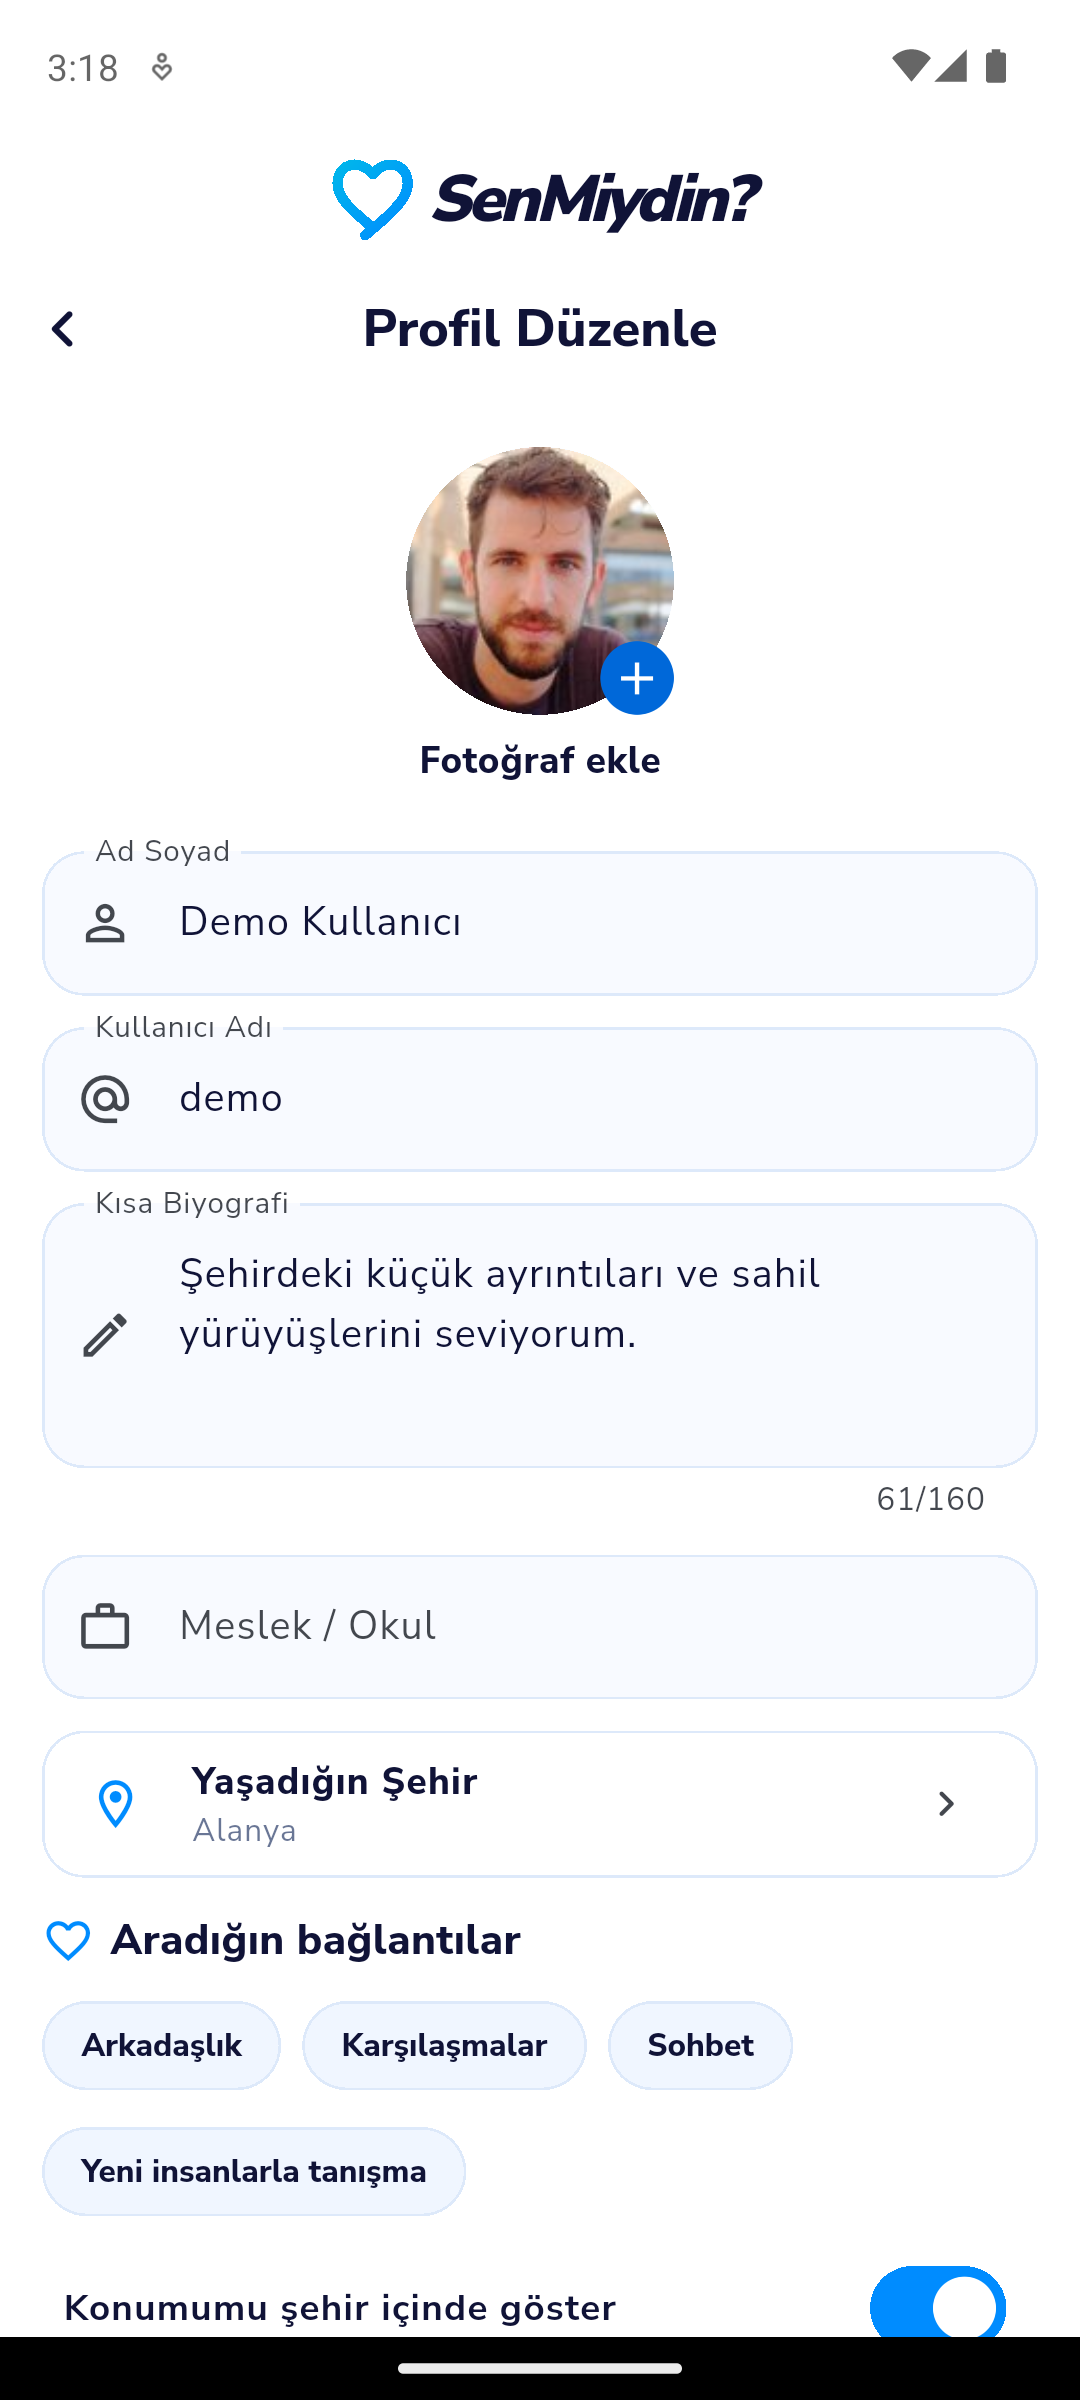 3:18
SenMiydin?
Profil Düzenle
Fotoğraf ekle
Ad Soyad
Demo Kullanıcı
Kullanıcı Adı
demo
Kısa Biyografi
Şehirdeki küçük ayrıntıları ve sahil
yürüyüşlerini seviyorum.
61/160
Meslek / Okul
Yaşadığın Şehir
Alanya
Aradığın bağlantılar
Arkadaşlık
Karşılaşmalar
Sohbet
Yeni insanlarla tanışma
Konumumu şehir içinde göster